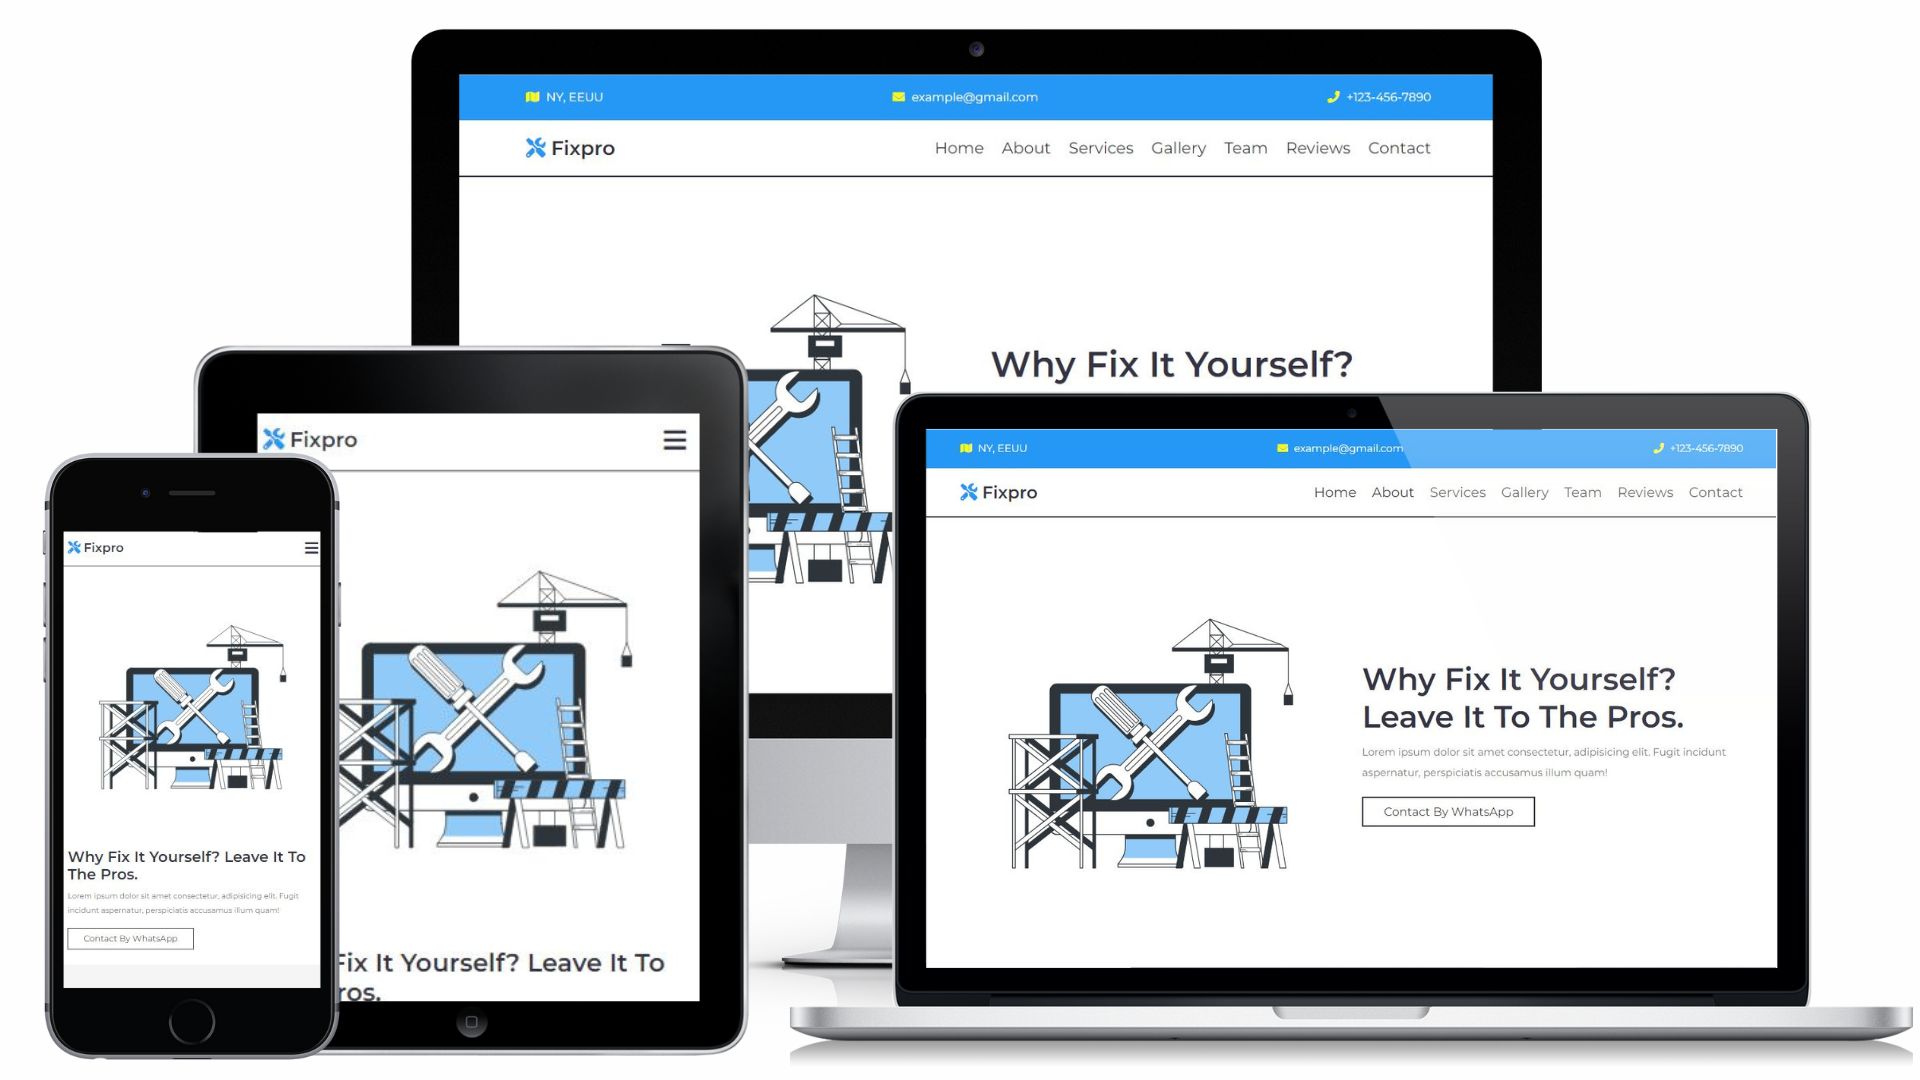 NY, EEUU
example@gmail.com
+123-456-7890
Fixpro
Home About Services Gallery Team Reviews Contact
Why Fix It Yourself?
Fixpro
Fix It Yourself? Leave It To
ros.
Fixpro
Why Fix It Yourself? Leave It To
The Pros.
Lorem ipsum dolor sit amet consectetur, adipisicing elit. Fugit
incidunt aspernatur, perspiciatis accusamus illum quam!
Contact By WhatsApp
NY, EEUU
example@gmail.com
+123-456-7890
Fixpro
Home About Services Gallery Team Reviews Contact
Why Fix It Yourself?
Leave It To The Pros.
Lorem ipsum dolor sit amet consectetur, adipisicing elit. Fugit incidunt
aspernatur, perspiciatis accusamus illum quam!
Contact By WhatsApp